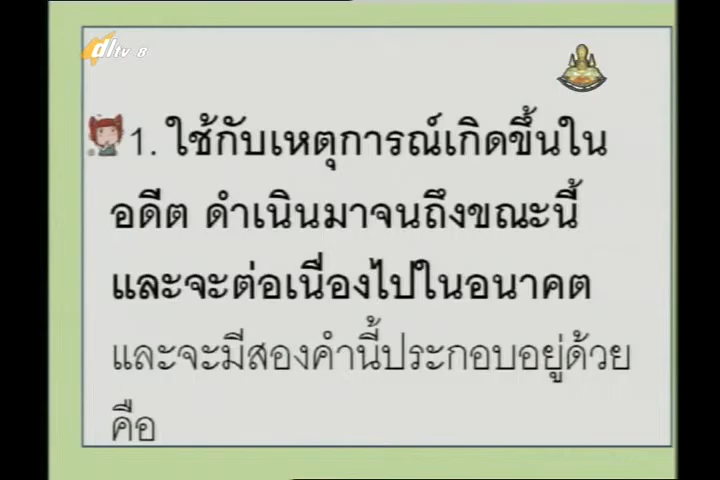 dltv 8
1. ใช้กับเหตุการณ์เกิดขึ้นใน
อดีต ดำเนินมาจนถึงขณะนี้
และจะต่อเนื่องไปในอนาคต
และจะมีสองคำนี้ประกอบอยู่ด้วย
คือ